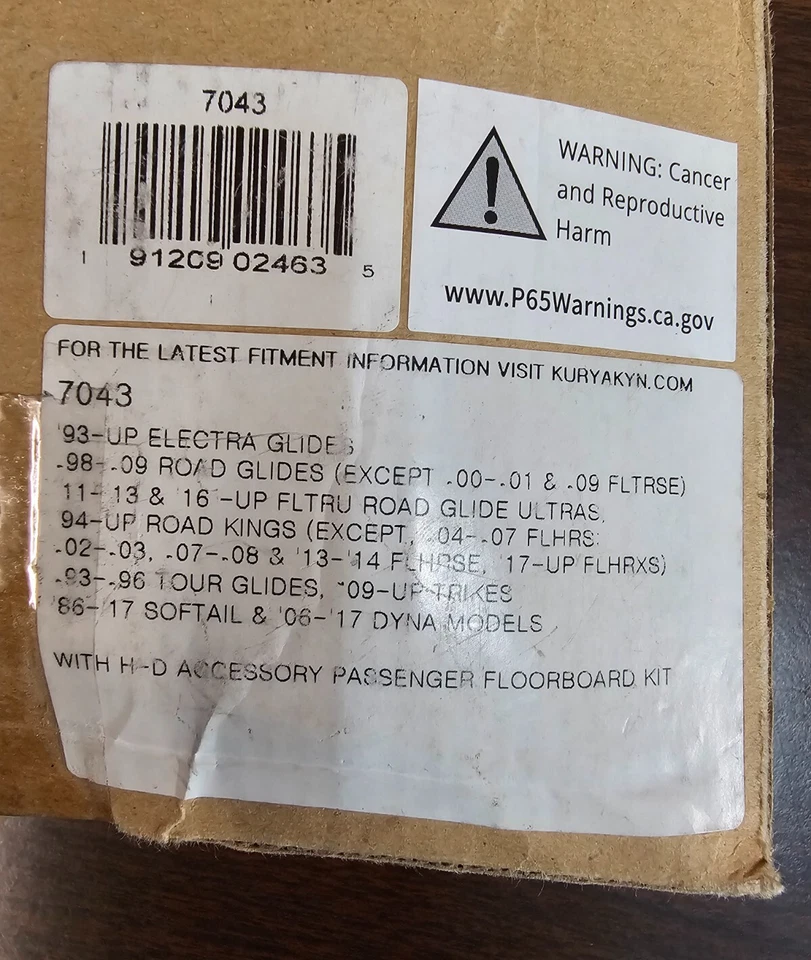 7043
1 91209 02463 5
WARNING: Cancer
and Reproductive
Harm
www.P65Warnings.ca.gov
FOR THE LATEST FITMENT INFORMATION VISIT KURYAKYN.COM
7043
'93-UP ELECTRA GLIDES
'98-'09 ROAD GLIDES (EXCEPT '00-'01 & '09 FLTRSE)
11-'13 & '16-UP FLTRU ROAD GLIDE ULTRAS,
94-UP ROAD KINGS (EXCEPT, '04-'07 FLHRS:
'02-'03, '07-'08 & '13-'14 FLHRSE, '17-UP FLHRXS)
'93-'96 TOUR GLIDES, '09-UP TRIKES
'86-'17 SOFTAIL & '06-'17 DYNA MODELS
WITH H-D ACCESSORY PASSENGER FLOORBOARD KIT